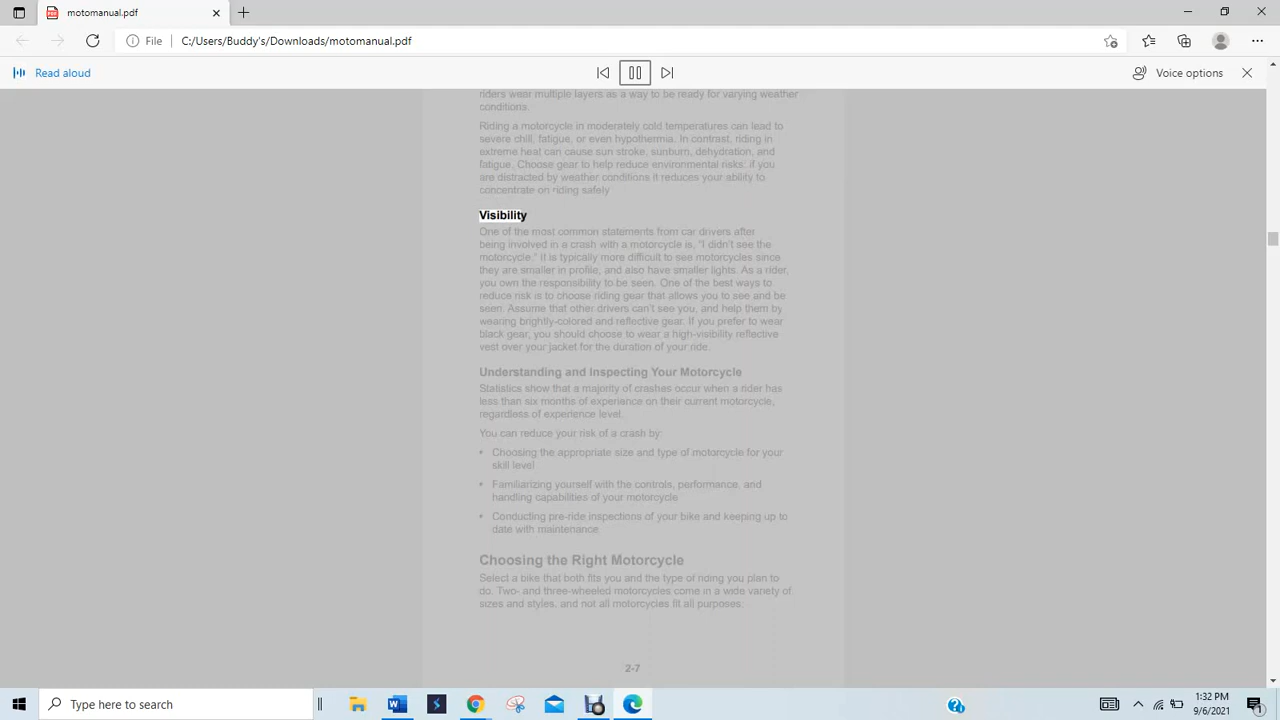 motomanual.pdf
File
C:/Users/Buddy's/Downloads/motomanual.pdf
Read aloud
Voice options
riders wear multiple layers as a way to be ready for varying weather
conditions.
Riding a motorcycle in moderately cold temperatures can lead to
severe chill, fatigue, or even hypothermia. In contrast, riding in
extreme heat can cause sun stroke, sunburn, dehydration, and
fatigue. Choose gear to help reduce environmental risks: if you
are distracted by weather conditions it reduces your ability to
concentrate on riding safely
Visibility
One of the most common statements from car drivers after
being involved in a crash with a motorcycle is, "I didn't see the
motorcycle." It is typically more difficult to see motorcycles since
they are smaller in profile, and also have smaller lights. As a rider,
you own the responsibility to be seen. One of the best ways to
reduce risk is to choose riding gear that allows you to see and be
seen. Assume that other drivers can't see you, and help them by
wearing brightly-colored and reflective gear. If you prefer to wear
black gear, you should choose to wear a high-visibility reflective
vest over your jacket for the duration of your ride.
Understanding and Inspecting Your Motorcycle
Statistics show that a majority of crashes occur when a rider has
less than six months of experience on their current motorcycle,
regardless of experience level.
You can reduce your risk of a crash by:
• Choosing the appropriate size and type of motorcycle for your
skill level
• Familiarizing yourself with the controls, performance, and
handling capabilities of your motorcycle
• Conducting pre-ride inspections of your bike and keeping up to
date with maintenance
Choosing the Right Motorcycle
Select a bike that both fits you and the type of riding you plan to
do. Two- and three-wheeled motorcycles come in a wide variety of
sizes and styles, and not all motorcycles fit all purposes.
2-7
Type here to search
1:32 PM
9/6/2021